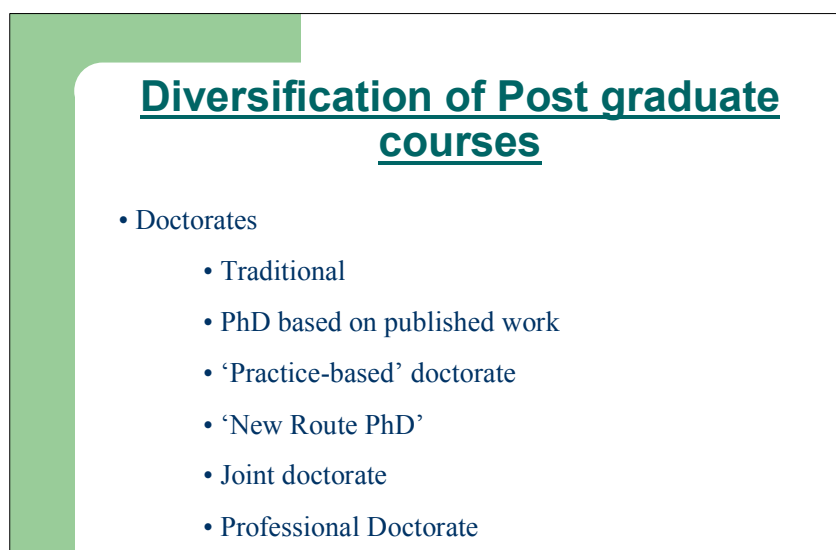 Diversification of Post graduate
courses
• Doctorates
• Traditional
• PhD based on published work
• ‘Practice-based’ doctorate
• ‘New Route PhD’
• Joint doctorate
• Professional Doctorate